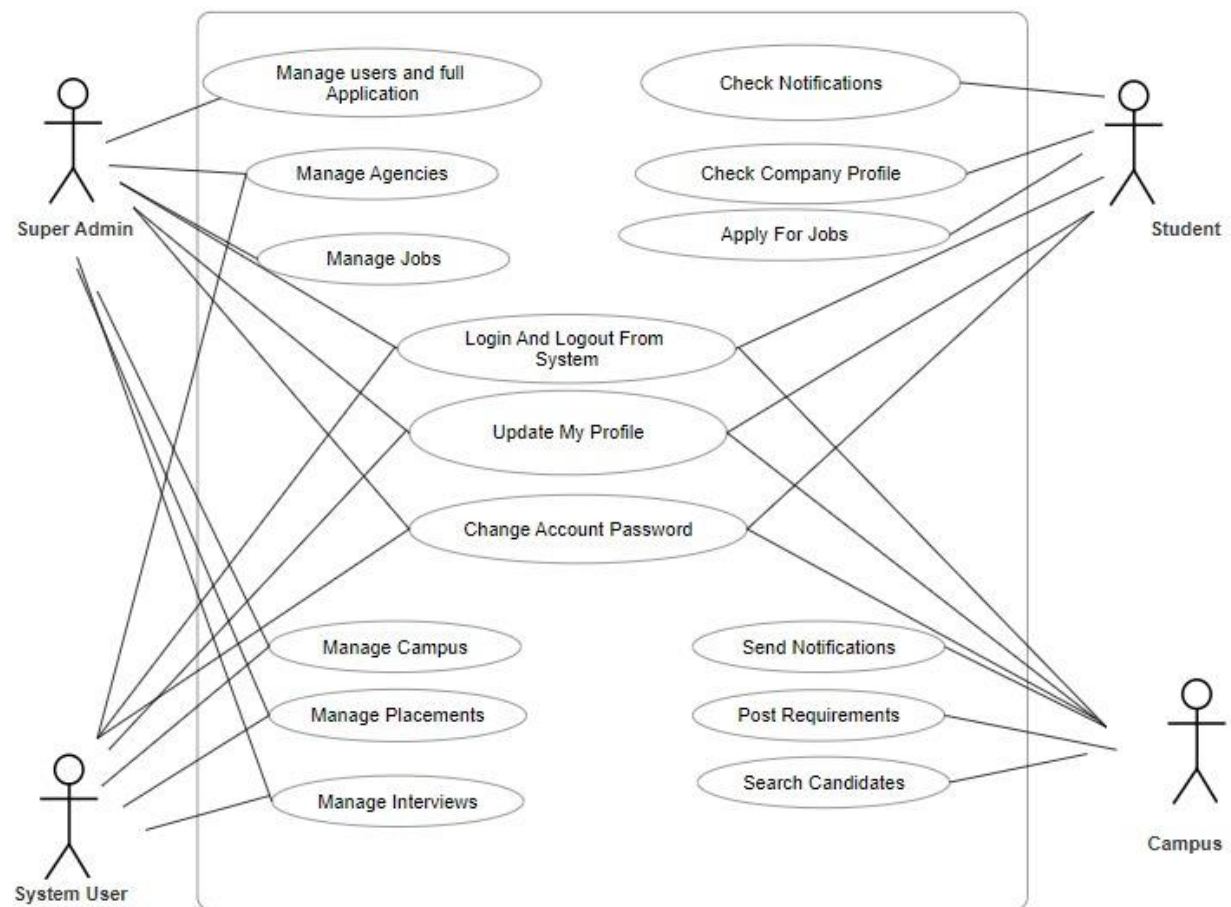 Manage users and full
Application
Check Notifications
Manage Agencies
Check Company Profile
Super Admin
Student
Apply For Jobs
Manage Jobs
Login And Logout From
System
Update My Profile
Change Account Password
Manage Campus
Send Notifications
Manage Placements
Post Requirements
Search Candidates
Manage Interviews
Campus
System User